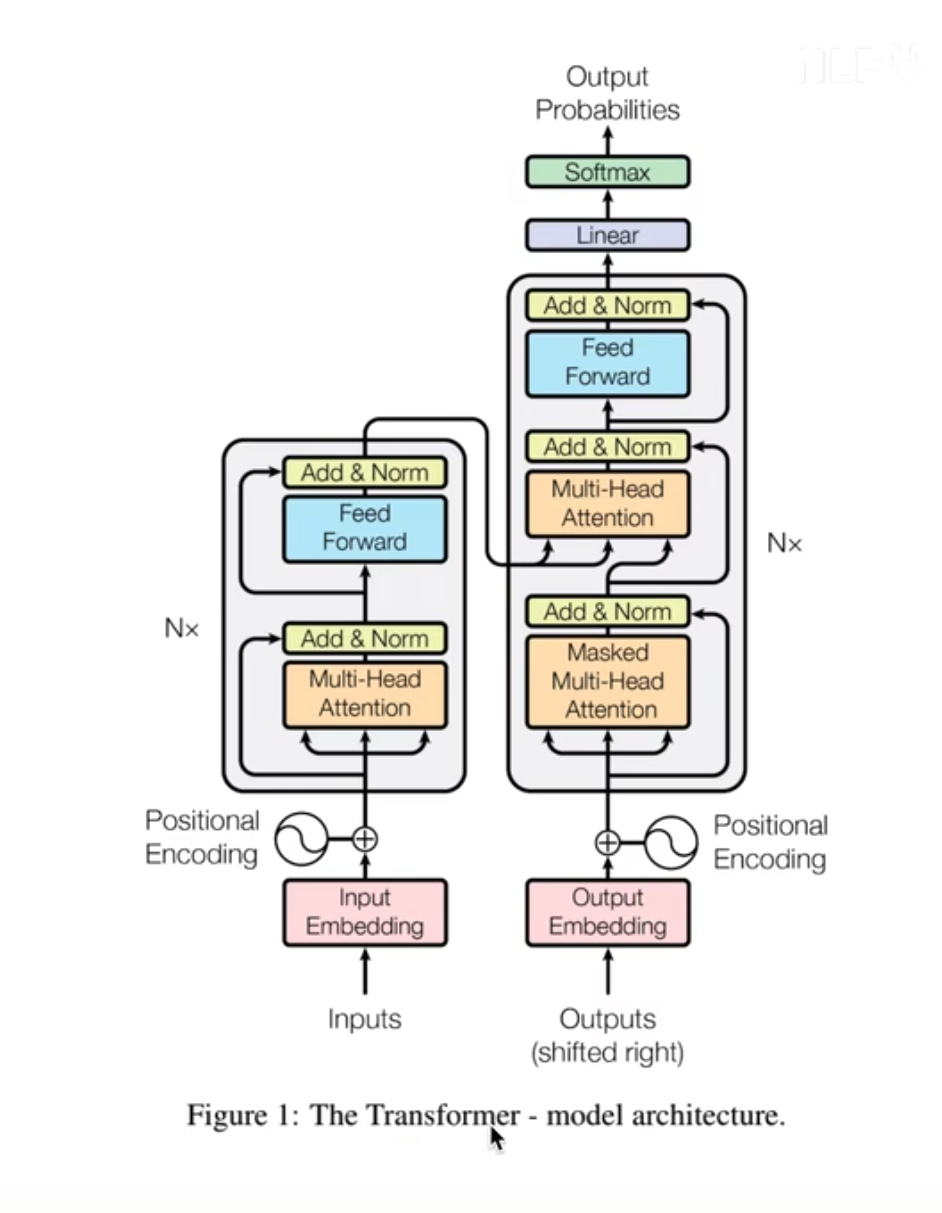 Output
Probabilities
Softmax
Linear
Add & Norm
Feed
Forward
Add & Norm
Multi-Head
Attention
Nx
Add & Norm
Masked
Multi-Head
Attention
Add & Norm
Feed
Forward
Nx
Add & Norm
Multi-Head
Attention
Positional
Encoding
Positional
Encoding
Input
Embedding
Output
Embedding
Inputs
Outputs
(shifted right)
Figure 1: The Transformer - model architecture.